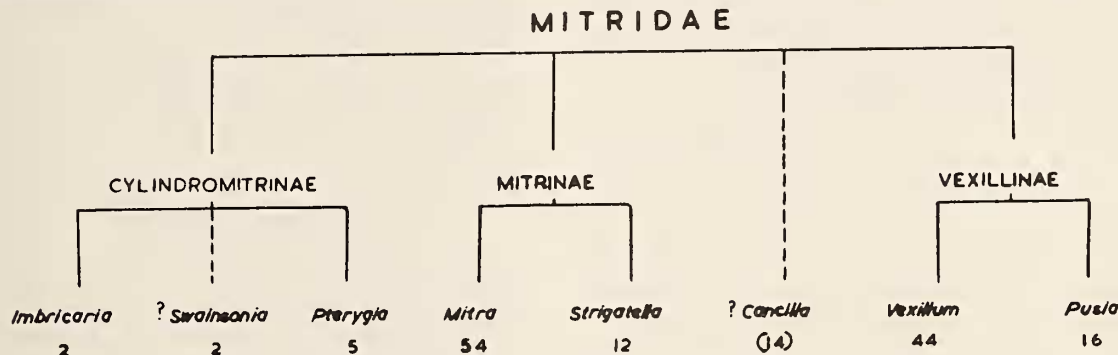 MITRIDAE
CYLINDROMITRINAE MITRINAE VEXILLINAE
Imbricaria ? Swainsonia Pterygia Mitra Strigatella ? Cancilla Vexillum Pusia
2 2 5 54 12 (14) 44 16